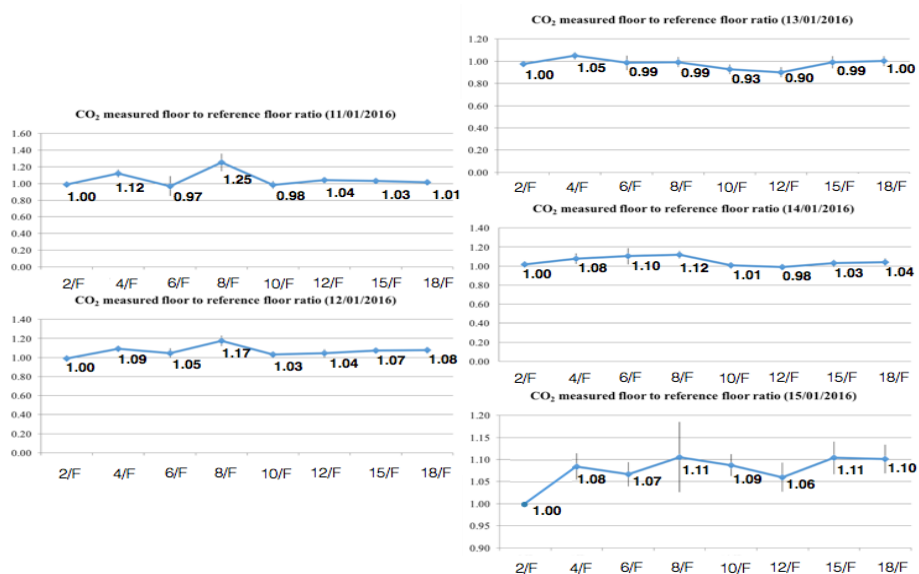 CO2 measured floor to reference floor ratio (11/01/2016)
1.60
1.40
1.20
1.00
0.80
0.60
0.40
0.20
0.00
1.00 1.12 0.97 1.25 0.98 1.04 1.03 1.01
2/F 4/F 6/F 8/F 10/F 12/F 15/F 18/F
CO2 measured floor to reference floor ratio (12/01/2016)
1.40
1.20
1.00
0.80
0.60
0.40
0.20
0.00
1.00 1.09 1.05 1.17 1.03 1.04 1.07 1.08
2/F 4/F 6/F 8/F 10/F 12/F 15/F 18/F
CO2 measured floor to reference floor ratio (13/01/2016)
1.20
1.00
0.80
0.60
0.40
0.20
0.00
1.00 1.05 0.99 0.99 0.93 0.90 0.99 1.00
2/F 4/F 6/F 8/F 10/F 12/F 15/F 18/F
CO2 measured floor to reference floor ratio (14/01/2016)
1.40
1.20
1.00
0.80
0.60
0.40
0.20
0.00
1.00 1.08 1.10 1.12 1.01 0.98 1.03 1.04
2/F 4/F 6/F 8/F 10/F 12/F 15/F 18/F
CO2 measured floor to reference floor ratio (15/01/2016)
1.20
1.15
1.10
1.05
1.00
0.95
0.90
1.00 1.08 1.07 1.11 1.09 1.06 1.11 1.10
2/F 4/F 6/F 8/F 10/F 12/F 15/F 18/F